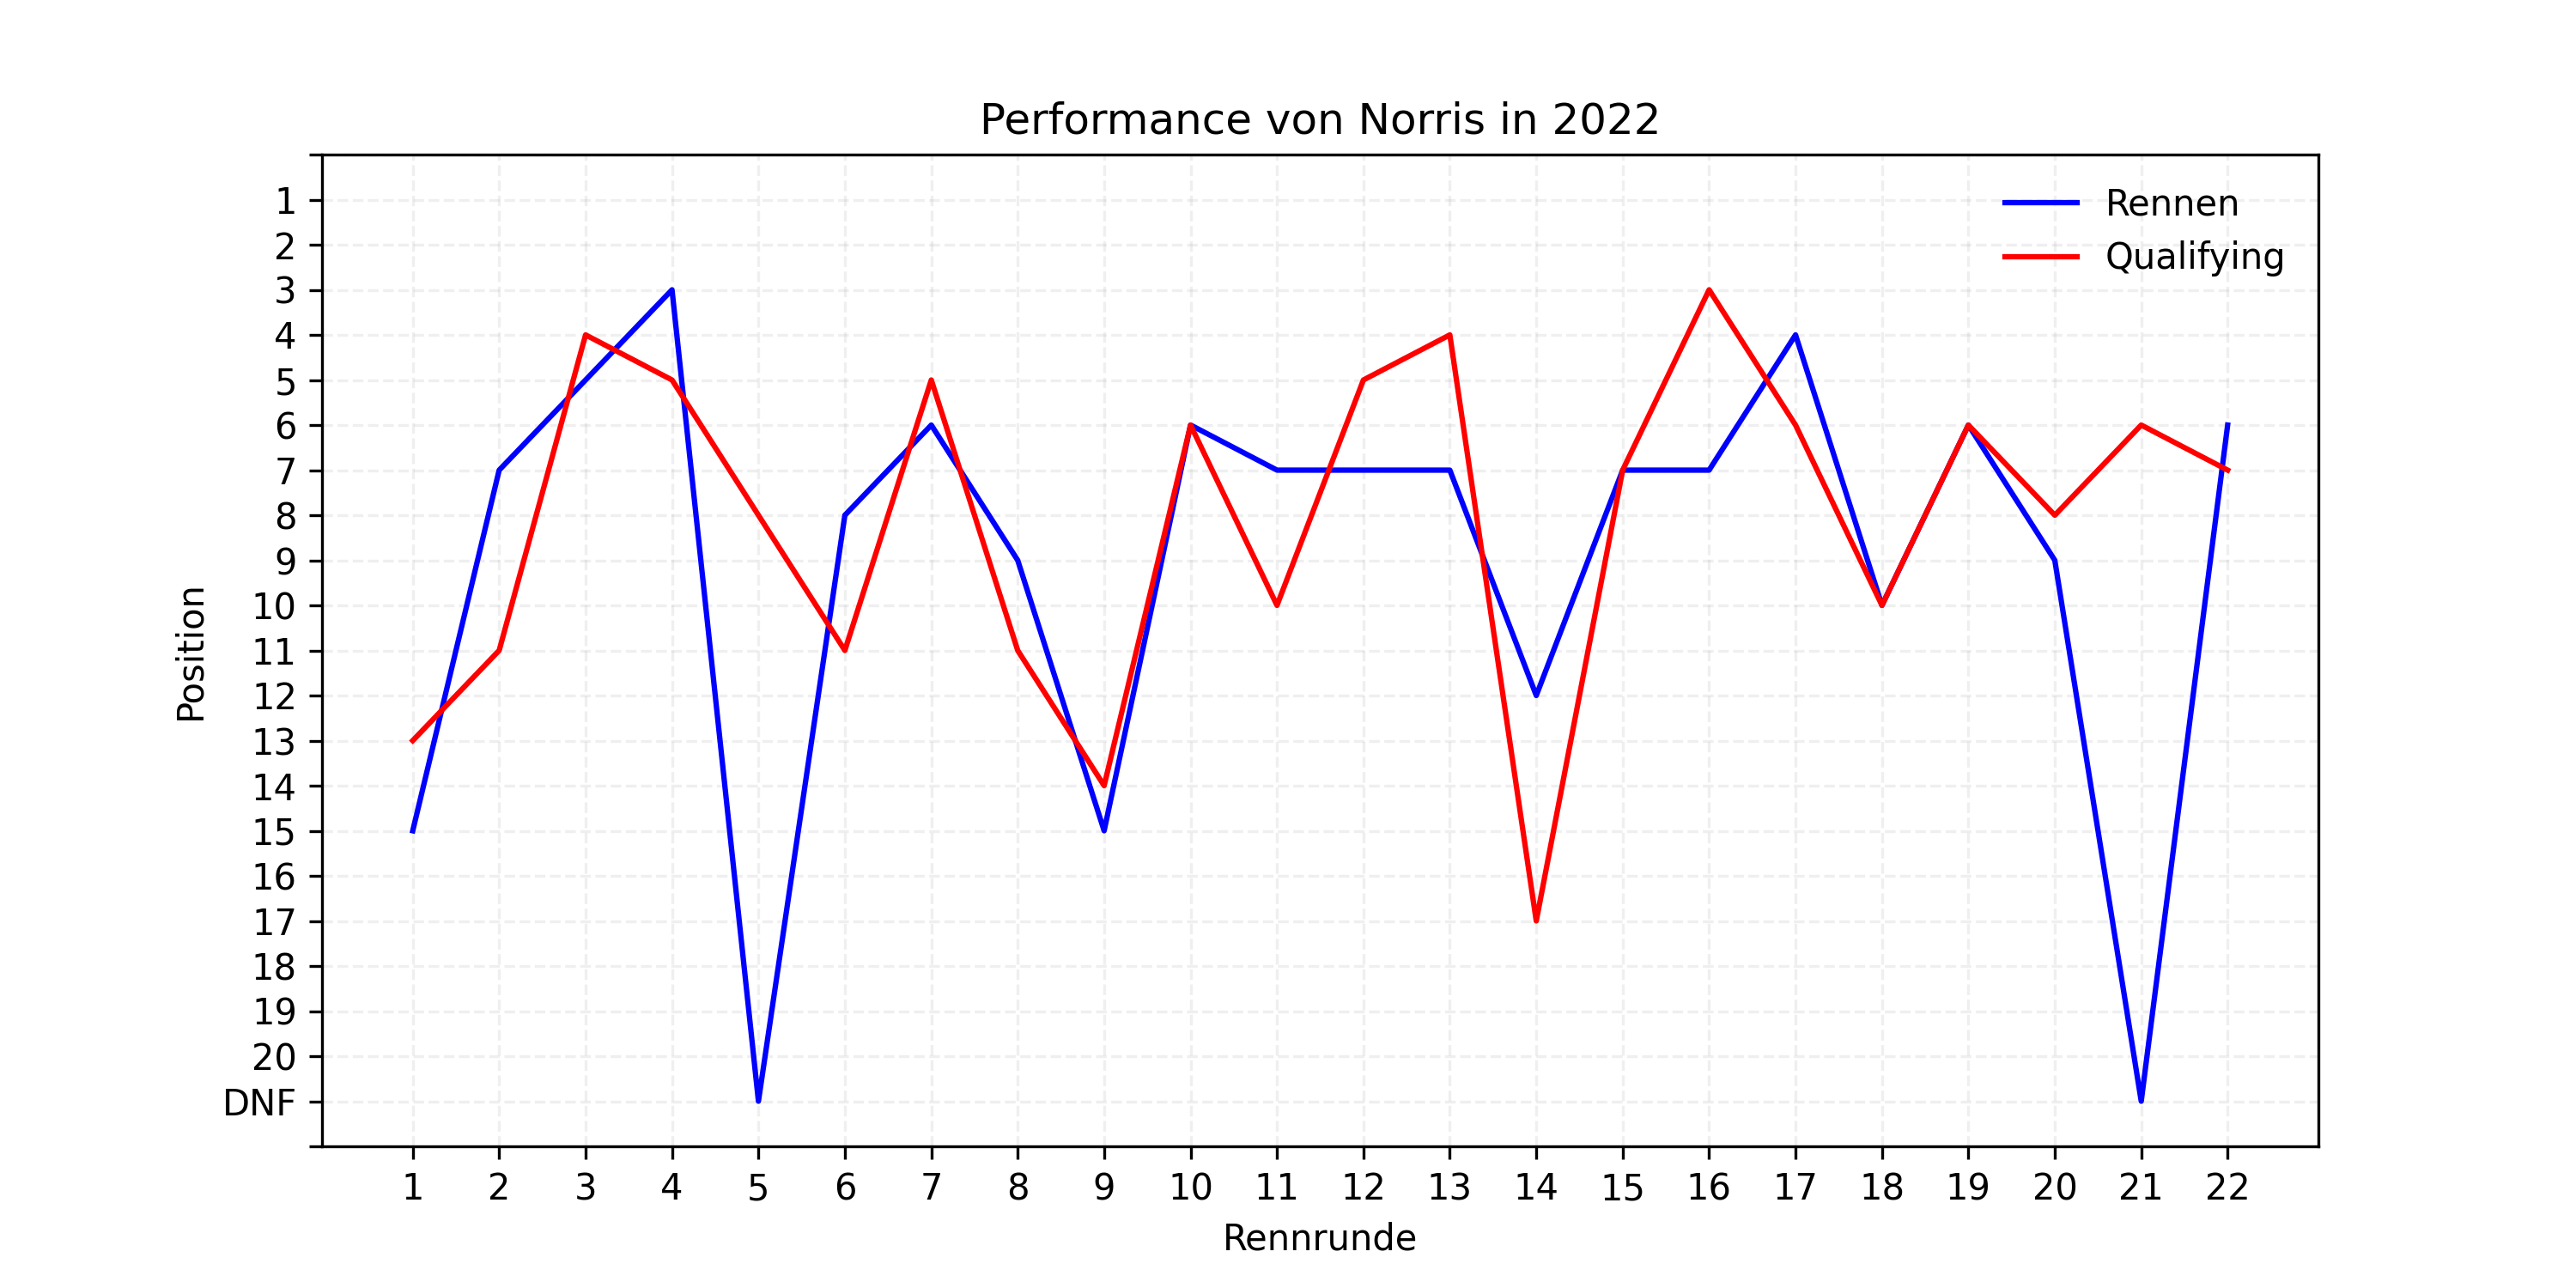 Performance von Norris in 2022
Rennen
Qualifying
Position
1
2
3
4
5
6
7
8
9
10
11
12
13
14
15
16
17
18
19
20
DNF
1 2 3 4 5 6 7 8 9 10 11 12 13 14 15 16 17 18 19 20 21 22
Rennrunde